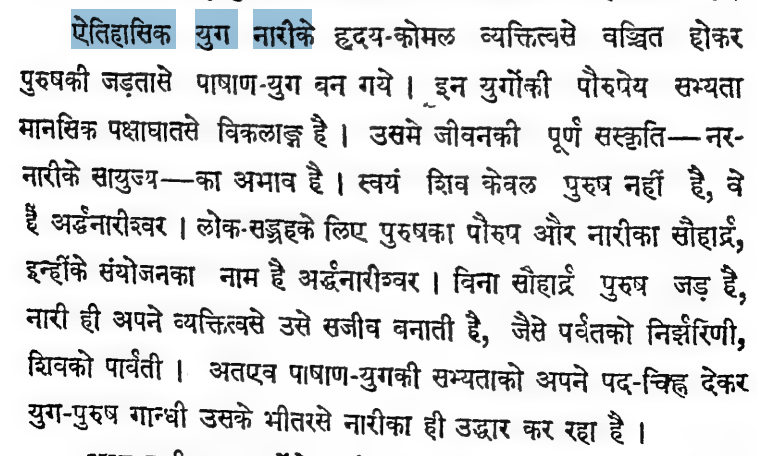 ऐतिहासिक युग नारीके हृदय-कोमल व्यक्तित्वसे वञ्चित होकर
पुरुषकी जड़तासे पाषाण-युग बन गये । इन युगोंकी पौरुपेय सभ्यता
मानसिक पक्षाघातसे विकलाङ्ग है । उसमे जीवनकी पूर्ण सस्कृति—नर-
नारीके सायुज्य—का अभाव है । स्वयं शिव केवल पुरुष नहीं है, वे
हैं अर्द्धनारीश्वर । लोक-सङ्ग्रहके लिए पुरुषका पौरुप और नारीका सौहार्द्र,
इन्हींके संयोजनका नाम है अर्द्धनारीश्वर । विना सौहार्द्र पुरुष जड़ है,
नारी ही अपने व्यक्तित्वसे उसे सजीव बनाती है, जैसे पर्वतको निर्झरिणी,
शिवको पार्वती । अतएव पाषाण-युगकी सभ्यताको अपने पद-चिह्न देकर
युग-पुरुष गान्धी उसके भीतरसे नारीका ही उद्धार कर रहा है ।